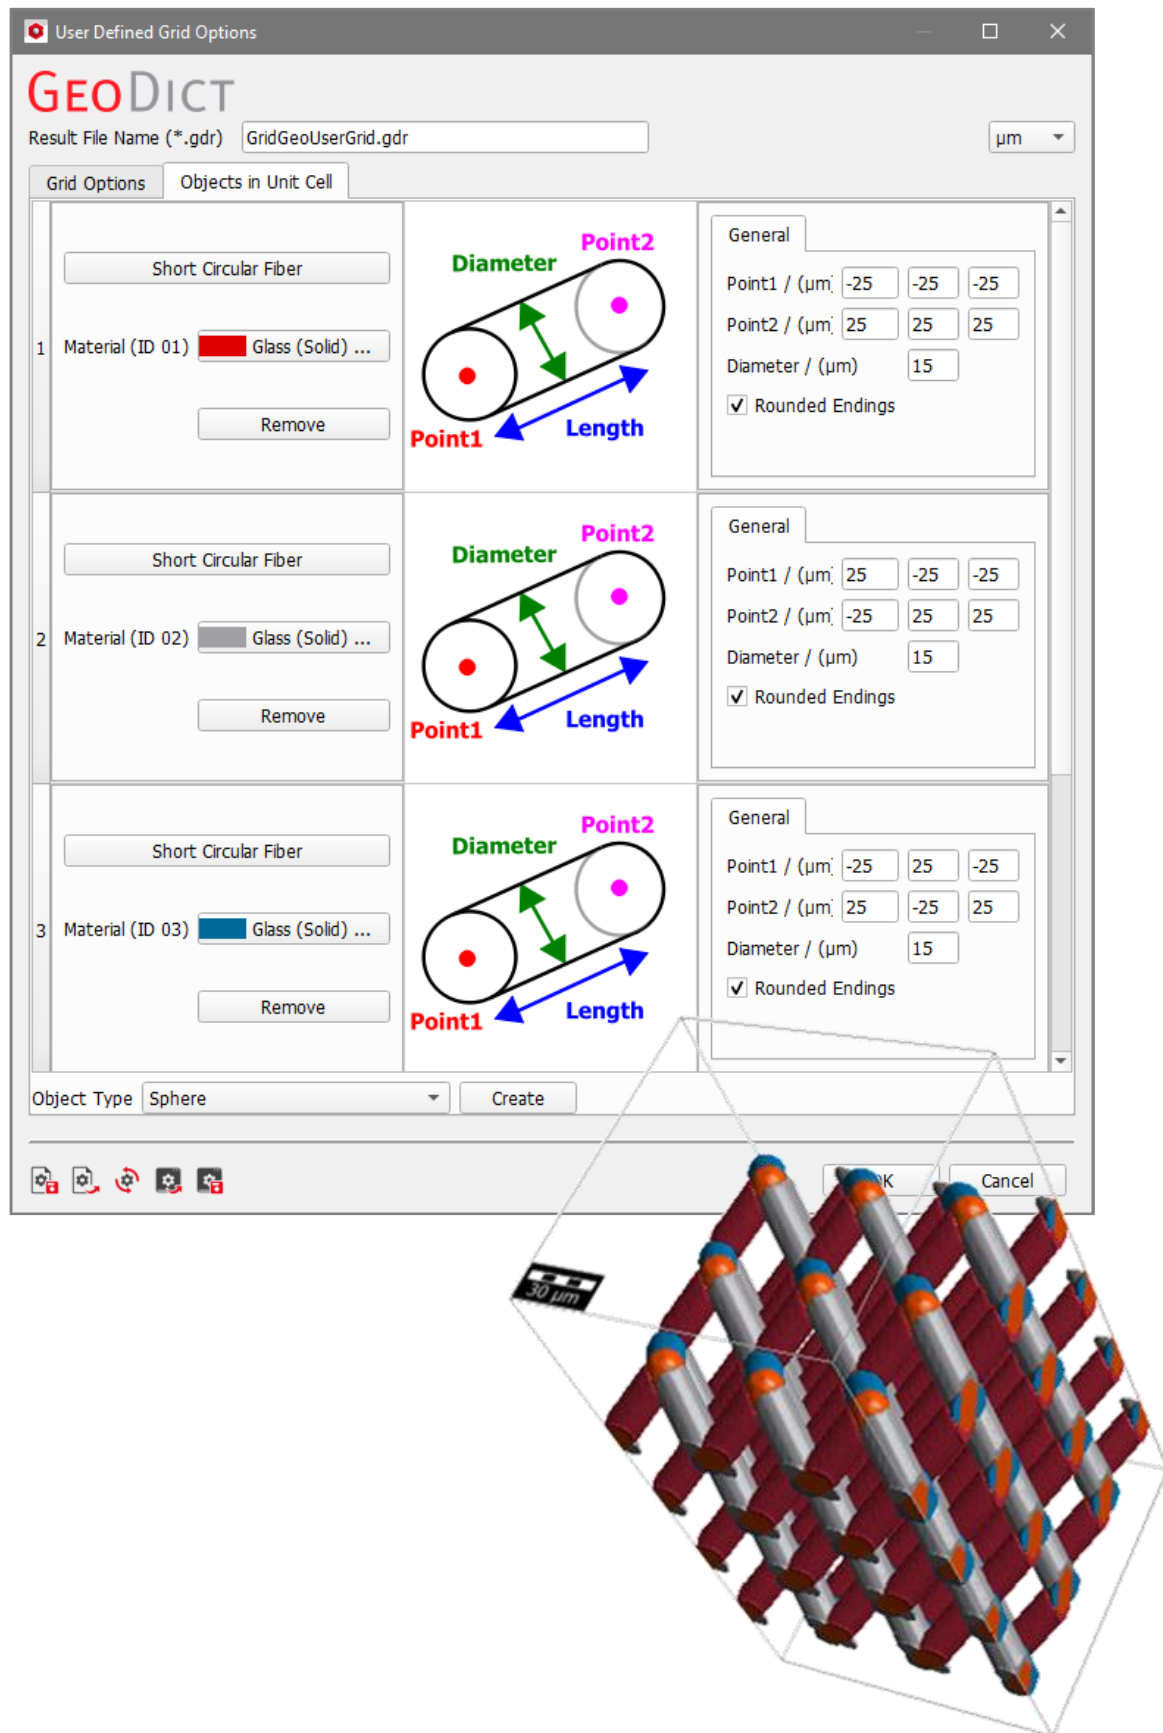 User Defined Grid Options
GEODICT
Result File Name (*.gdr) GridGeoUserGrid.gdr µm
Grid Options Objects in Unit Cell
1
Short Circular Fiber
Material (ID 01) Glass (Solid) ...
Remove
Point2
Diameter
Length
Point1
General
Point1 / (µm) -25 -25 -25
Point2 / (µm) 25 25 25
Diameter / (µm) 15
Rounded Endings
2
Short Circular Fiber
Material (ID 02) Glass (Solid) ...
Remove
Point2
Diameter
Length
Point1
General
Point1 / (µm) 25 -25 -25
Point2 / (µm) -25 25 25
Diameter / (µm) 15
Rounded Endings
3
Short Circular Fiber
Material (ID 03) Glass (Solid) ...
Remove
Point2
Diameter
Length
Point1
General
Point1 / (µm) -25 25 -25
Point2 / (µm) 25 -25 25
Diameter / (µm) 15
Rounded Endings
Object Type Sphere Create
OK Cancel
30 µm